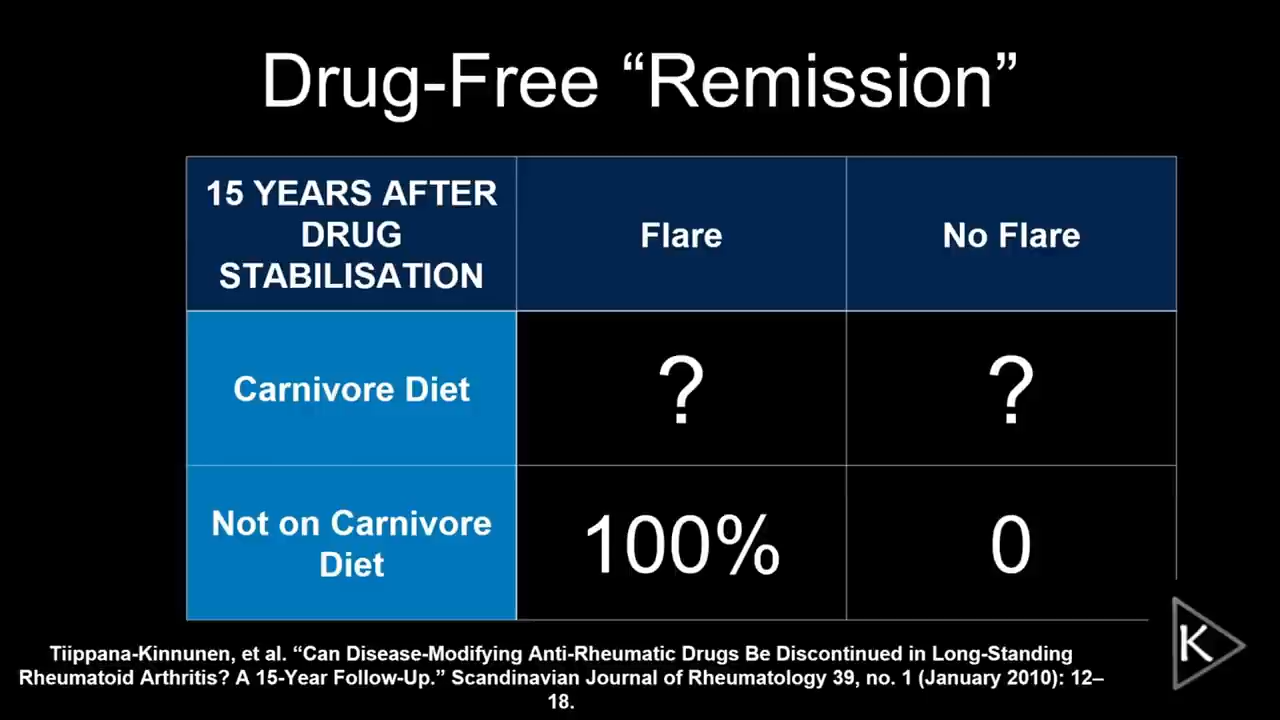 Drug-Free “Remission”
15 YEARS AFTER
DRUG
STABILISATION
Flare
No Flare
Carnivore Diet
?
?
Not on Carnivore
Diet
100%
0
Tiippana-Kinnunen, et al. “Can Disease-Modifying Anti-Rheumatic Drugs Be Discontinued in Long-Standing
Rheumatoid Arthritis? A 15-Year Follow-Up.” Scandinavian Journal of Rheumatology 39, no. 1 (January 2010): 12–
18.
K